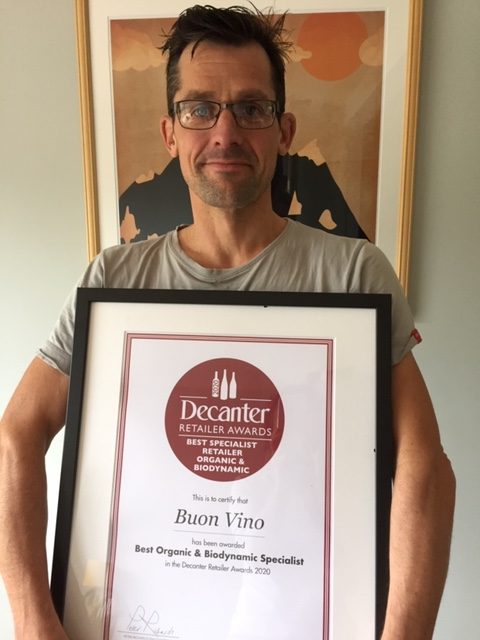 2020
Decanter
RETAILER AWARDS
BEST SPECIALIST
RETAILER
ORGANIC &
BIODYNAMIC
This is to certify that
Buon Vino
has been awarded
Best Organic & Biodynamic Specialist
in the Decanter Retailer Awards 2020